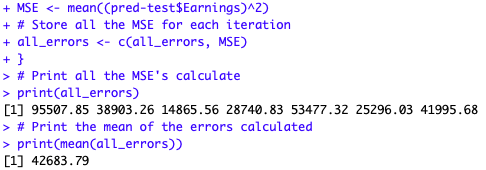 + MSE <- mean((pred-test$Earnings)^2)
+ # Store all the MSE for each iteration
+ all_errors <- c(all_errors, MSE)
+ }
> # Print all the MSE's calculate
> print(all_errors)
[1] 95507.85 38903.26 14865.56 28740.83 53477.32 25296.03 41995.68
> # Print the mean of the errors calculated
> print(mean(all_errors))
[1] 42683.79